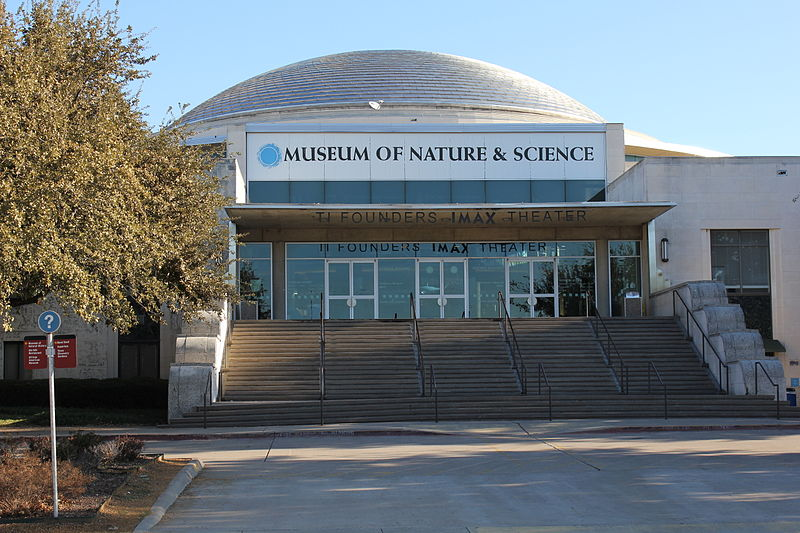 MUSEUM OF NATURE & SCIENCE
TI FOUNDERS IMAX THEATER
TI FOUNDERS IMAX THEATER
?